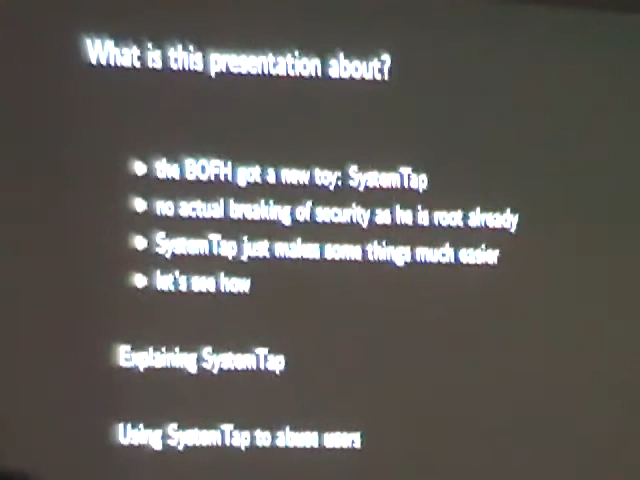 What is this presentation about?
the BOFH got a new toy: SystemTap
no actual breaking of security as he is root already
SystemTap just makes some things much easier
let's see how
Explaining SystemTap
Using SystemTap to abuse users